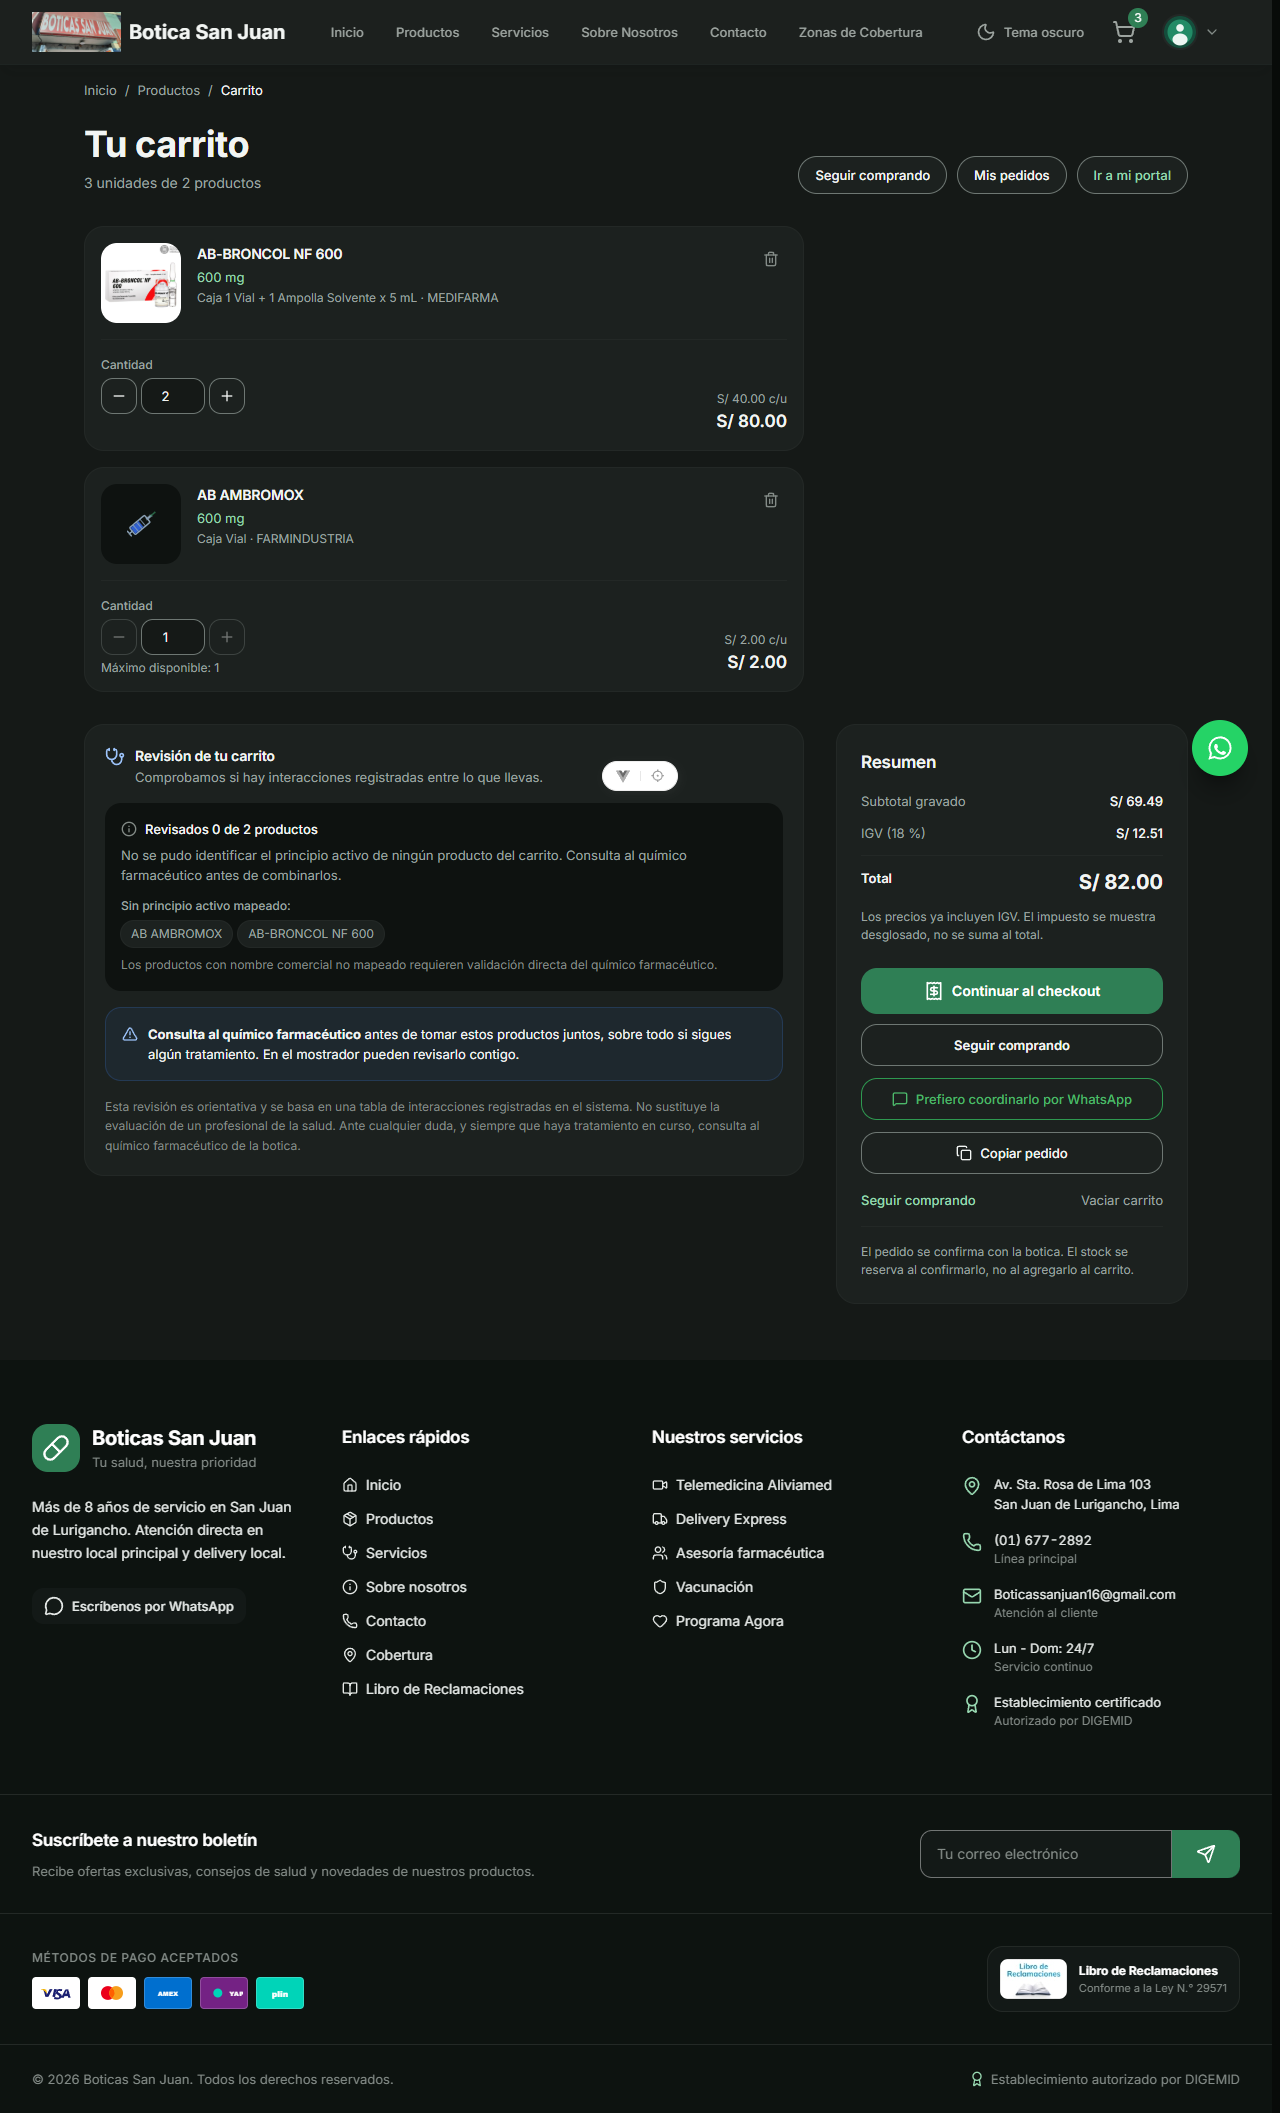 BOTICAS SAN JUAN
Botica San Juan
Inicio
Productos
Servicios
Sobre Nosotros
Contacto
Zonas de Cobertura
Tema oscuro
3
Inicio / Productos / Carrito
Tu carrito
3 unidades de 2 productos
Seguir comprando
Mis pedidos
Ir a mi portal
AB-BRONCOL NF 600
600 mg
Caja 1 Vial + 1 Ampolla Solvente x 5 mL · MEDIFARMA
AB-BRONCOL NF
600
Cantidad
2
S/ 40.00 c/u
S/ 80.00
AB AMBROMOX
600 mg
Caja Vial · FARMINDUSTRIA
Cantidad
1
Máximo disponible: 1
S/ 2.00 c/u
S/ 2.00
Revisión de tu carrito
Comprobamos si hay interacciones registradas entre lo que llevas.
Revisados 0 de 2 productos
No se pudo identificar el principio activo de ningún producto del carrito. Consulta al químico
farmacéutico antes de combinarlos.
Sin principio activo mapeado:
AB AMBROMOX
AB-BRONCOL NF 600
Los productos con nombre comercial no mapeado requieren validación directa del químico farmacéutico.
Consulta al químico farmacéutico antes de tomar estos productos juntos, sobre todo si sigues
algún tratamiento. En el mostrador pueden revisarlo contigo.
Esta revisión es orientativa y se basa en una tabla de interacciones registradas en el sistema. No sustituye la
evaluación de un profesional de la salud. Ante cualquier duda, y siempre que haya tratamiento en curso, consulta al
químico farmacéutico de la botica.
Resumen
Subtotal gravado S/ 69.49
IGV (18 %) S/ 12.51
Total S/ 82.00
Los precios ya incluyen IGV. El impuesto se muestra
desglosado, no se suma al total.
Continuar al checkout
Seguir comprando
Prefiero coordinarlo por WhatsApp
Copiar pedido
Seguir comprando
Vaciar carrito
El pedido se confirma con la botica. El stock se
reserva al confirmarlo, no al agregarlo al carrito.
Boticas San Juan
Tu salud, nuestra prioridad
Más de 8 años de servicio en San Juan
de Lurigancho. Atención directa en
nuestro local principal y delivery local.
Escríbenos por WhatsApp
Enlaces rápidos
Inicio
Productos
Servicios
Sobre nosotros
Contacto
Cobertura
Libro de Reclamaciones
Nuestros servicios
Telemedicina Aliviamed
Delivery Express
Asesoría farmacéutica
Vacunación
Programa Agora
Contáctanos
Av. Sta. Rosa de Lima 103
San Juan de Lurigancho, Lima
(01) 677-2892
Línea principal
Boticassanjuan16@gmail.com
Atención al cliente
Lun - Dom: 24/7
Servicio continuo
Establecimiento certificado
Autorizado por DIGEMID
Suscríbete a nuestro boletín
Recibe ofertas exclusivas, consejos de salud y novedades de nuestros productos.
Tu correo electrónico
MÉTODOS DE PAGO ACEPTADOS
VISA
AMEX
YAP
plin
Libro de
Reclamaciones
Libro de Reclamaciones
Conforme a la Ley N.° 29571
© 2026 Boticas San Juan. Todos los derechos reservados.
Establecimiento autorizado por DIGEMID